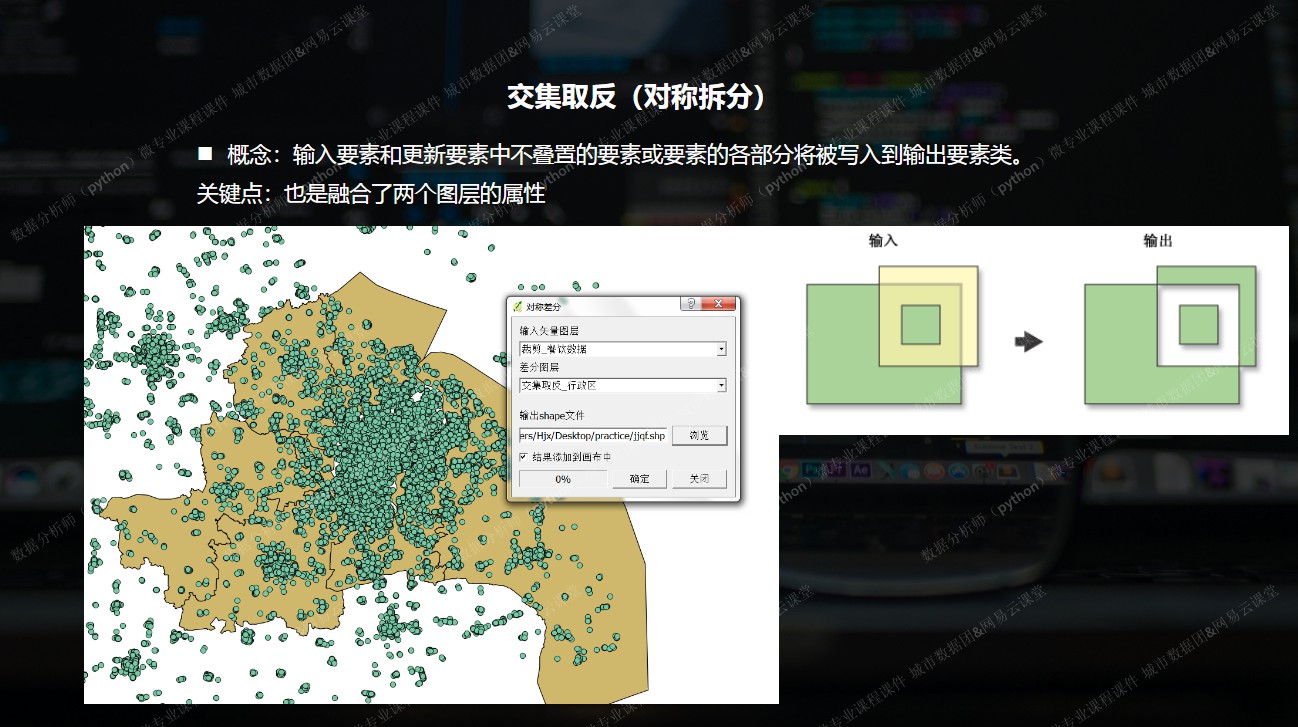 交集取反（对称拆分）
■ 概念：输入要素和更新要素中不叠置的要素或要素的各部分将被写入到输出要素类。
关键点：也是融合了两个图层的属性
输入
输出
对称差分
输入矢量图层
裁剪_餐饮数据
差分图层
交集取反_行政区
输出shape文件
ers/Hjx/Desktop/practice/jjqf.shp
浏览
结果添加到画布中
0%
确定
关闭
数据分析师（python）微专业课程课件 城市数据团&网易云课堂